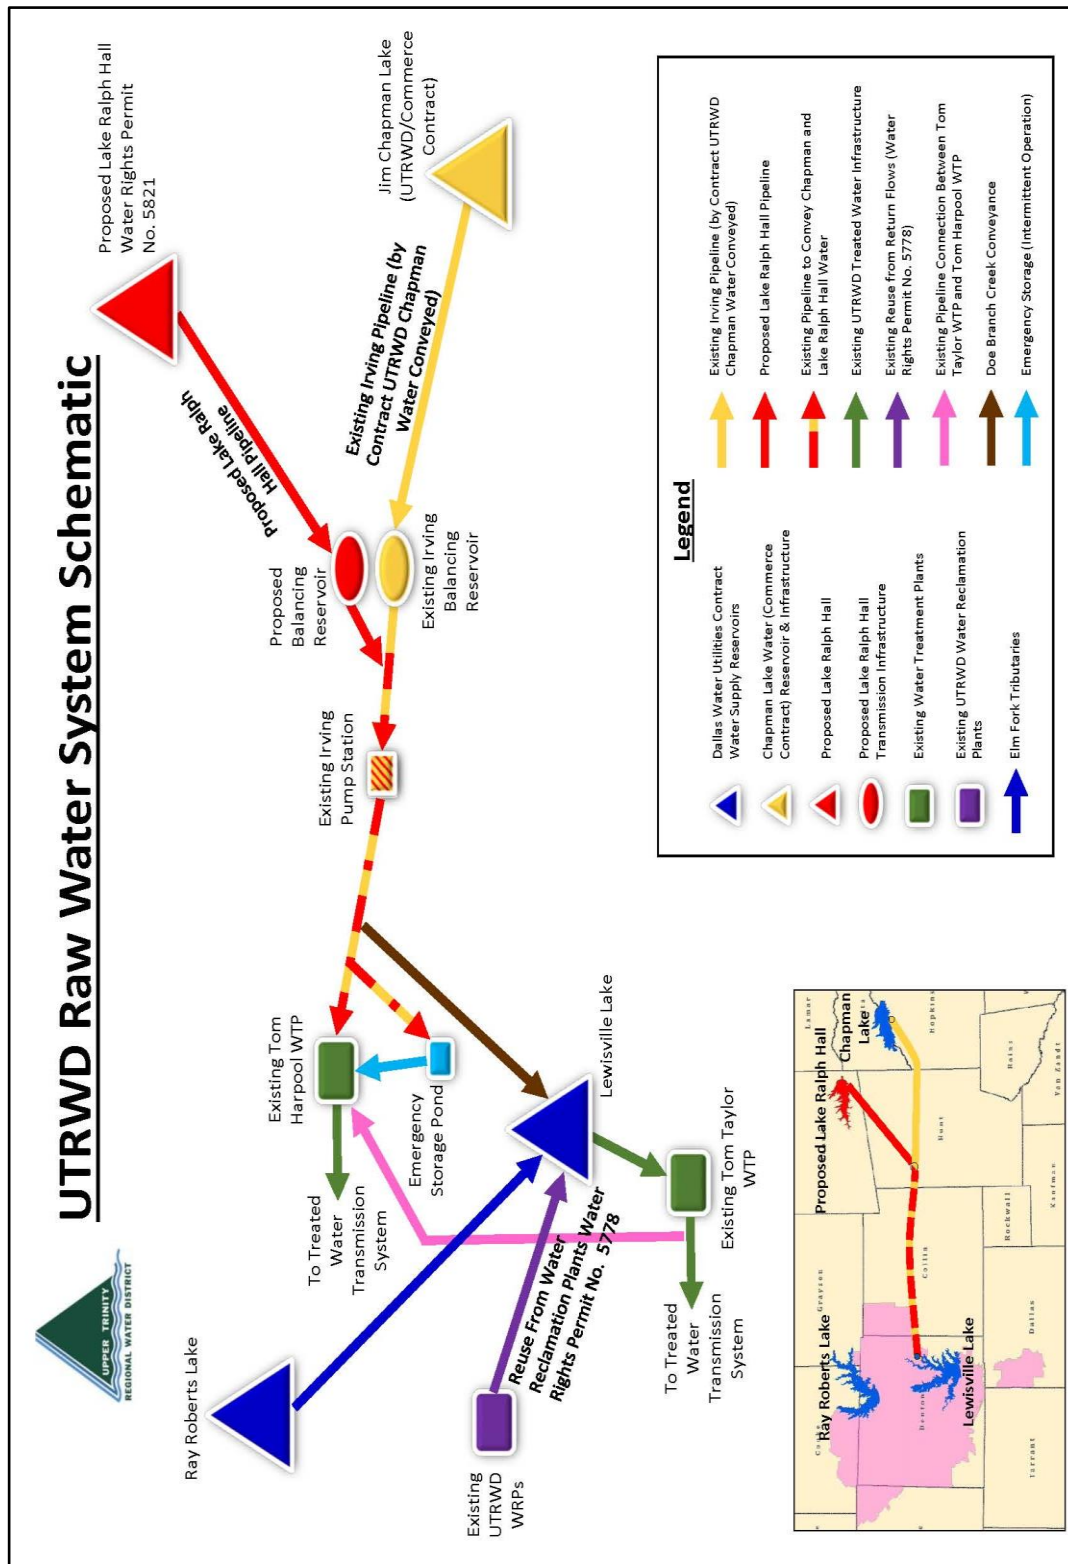 UTRWD Raw Water System Schematic
UPPER TRINITY
REGIONAL WATER DISTRICT
Proposed Lake Ralph Hall
Water Rights Permit
No. 5821
Proposed Lake Ralph
Hall Pipeline
Jim Chapman Lake
(UTRWD/Commerce
Contract)
Existing Irving Pipeline (by
Contract UTRWD Chapman
Water Conveyed)
Proposed
Balancing
Reservoir
Existing Irving
Balancing
Reservoir
Existing Irving
Pump Station
Existing Tom
Harpool WTP
To Treated
Water
Transmission
System
Emergency
Storage Pond
Ray Roberts Lake
Lewisville Lake
Existing
UTRWD
WRPs
Reuse From Water
Reclamation Plants Water
Rights Permit No. 5778
Existing Tom Taylor
WTP
To Treated
Water
Transmission
System
Legend
Dallas Water Utilities Contract
Water Supply Reservoirs
Chapman Lake Water (Commerce
Contract) Reservoir & Infrastructure
Proposed Lake Ralph Hall
Proposed Lake Ralph Hall
Transmission Infrastructure
Existing Water Treatment Plants
Existing UTRWD Water Reclamation
Plants
Elm Fork Tributaries
Existing Irving Pipeline (by Contract UTRWD
Chapman Water Conveyed)
Proposed Lake Ralph Hall Pipeline
Existing Pipeline to Convey Chapman and
Lake Ralph Hall Water
Existing UTRWD Treated Water Infrastructure
Existing Reuse from Return Flows (Water
Rights Permit No. 5778)
Existing Pipeline Connection Between Tom
Taylor WTP and Tom Harpool WTP
Doe Branch Creek Conveyance
Emergency Storage (Intermittent Operation)
Ray Roberts Lake
Lewisville Lake
Proposed Lake Ralph Hall
Chapman
Lake
Grayson
Lamar
Hopkins
Hunt
Collin
Rains
Van Zandt
Rockwall
Kaufman
Dallas
Tarrant